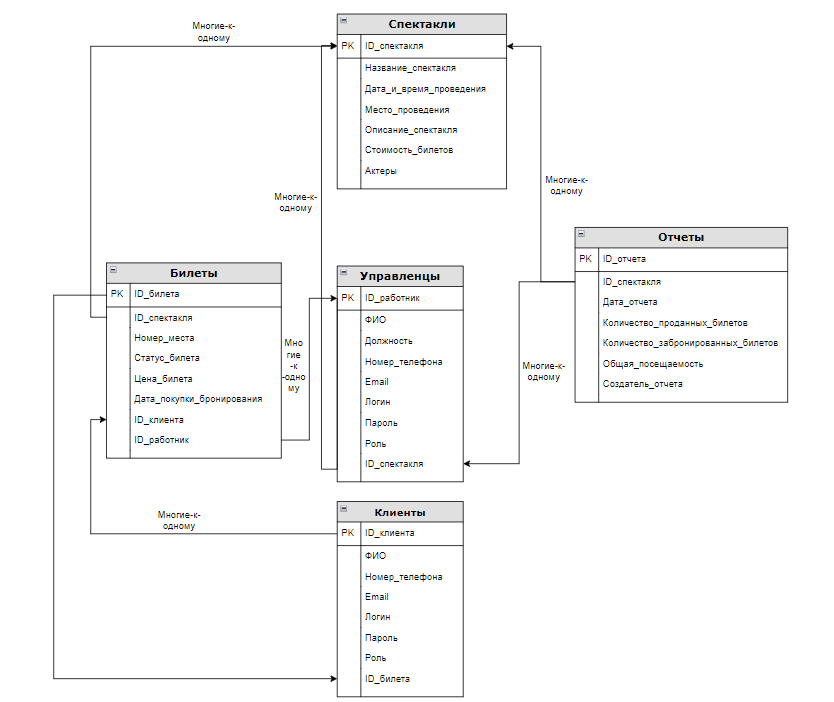 Многие-к-
одному
Спектакли
PK ID_спектакля
Название_спектакля
Дата_и_время_проведения
Место_проведения
Описание_спектакля
Стоимость_билетов
Актеры
Многие-к-
одному
Многие-к-
одному
Отчеты
PK ID_отчета
ID_спектакля
Дата_отчета
Количество_проданных_билетов
Количество_забронированных_билетов
Общая_посещаемость
Создатель_отчета
Билеты
PK ID_билета
ID_спектакля
Номер_места
Статус_билета
Цена_билета
Дата_покупки_бронирования
ID_клиента
ID_работник
Мно
гие
-к
-одно
му
Управленцы
PK ID_работник
ФИО
Должность
Номер_телефона
Email
Логин
Пароль
Роль
ID_спектакля
Многие-к-
одному
Многие-к-
одному
Клиенты
PK ID_клиента
ФИО
Номер_телефона
Email
Логин
Пароль
Роль
ID_билета